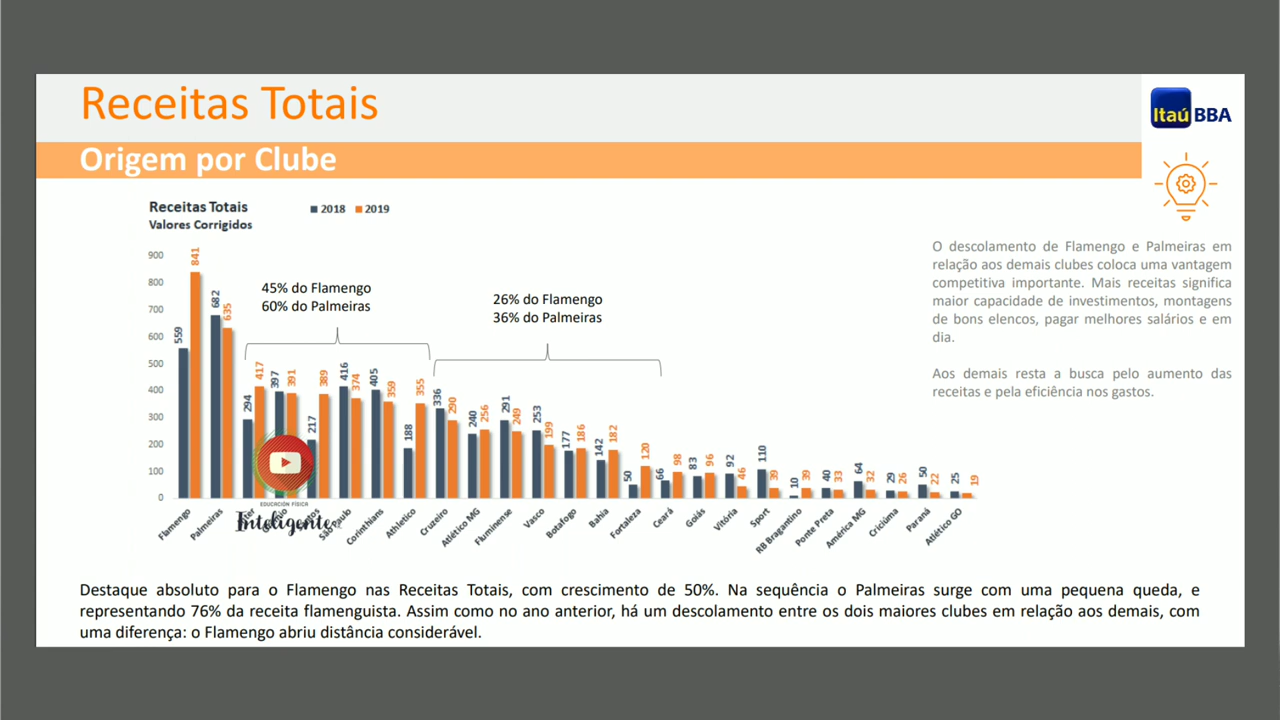 Receitas Totais
Itaú BBA
Origem por Clube
Receitas Totais
Valores Corrigidos
2018 2019
900
800
700
600
500
400
300
200
100
0
559 841
682 635
294 417
397 391
217 389
416 374
405 359
188 355
336 290
240 256
291 249
253 199
177 186
142 182
50 120
66 98
83 96
92 46
110 39
10 39
40 33
64 32
29 26
50 22
25 19
45% do Flamengo
60% do Palmeiras
26% do Flamengo
36% do Palmeiras
Flamengo
Palmeiras
São Paulo
Corinthians
Athletico
Cruzeiro
Atlético MG
Fluminense
Vasco
Botafogo
Bahia
Fortaleza
Ceará
Goiás
Vitória
Sport
RB Bragantino
Ponte Preta
América MG
Criciúma
Paraná
Atlético GO
EDUCACIÓN FÍSICA
Inteligente
O descolamento de Flamengo e Palmeiras em
relação aos demais clubes coloca uma vantagem
competitiva importante. Mais receitas significa
maior capacidade de investimentos, montagens
de bons elencos, pagar melhores salários e em
dia.
Aos demais resta a busca pelo aumento das
receitas e pela eficiência nos gastos.
Destaque absoluto para o Flamengo nas Receitas Totais, com crescimento de 50%. Na sequência o Palmeiras surge com uma pequena queda, e
representando 76% da receita flamenguista. Assim como no ano anterior, há um descolamento entre os dois maiores clubes em relação aos demais, com
uma diferença: o Flamengo abriu distância considerável.